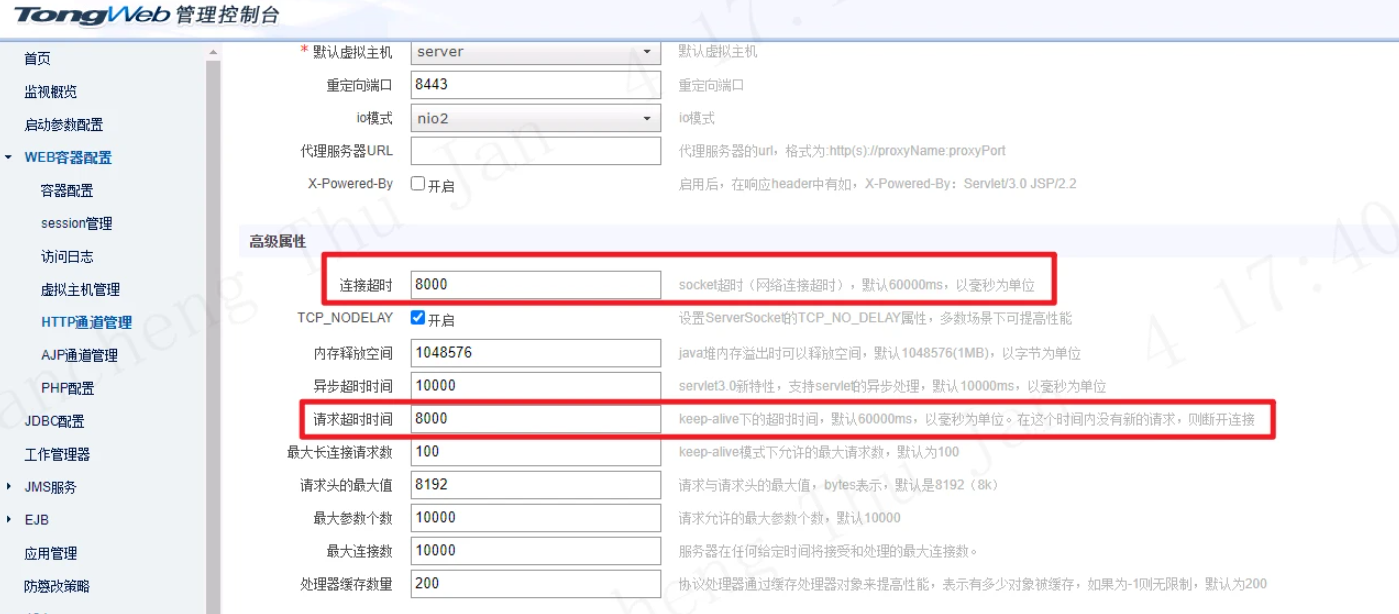 TongWeb 管理控制台
首页
监视概览
启动参数配置
WEB容器配置
容器配置
session管理
访问日志
虚拟主机管理
HTTP通道管理
AJP通道管理
PHP配置
JDBC配置
工作管理器
JMS服务
EJB
应用管理
防篡改策略
* 默认虚拟主机 server 默认虚拟主机
重定向端口 8443 重定向端口
io模式 nio2 io模式
代理服务器URL 代理服务器的url，格式为:http(s)://proxyName:proxyPort
X-Powered-By 开启 启用后，在响应header中有如，X-Powered-By：Servlet/3.0 JSP/2.2
高级属性
连接超时 8000 socket超时（网络连接超时），默认60000ms，以毫秒为单位
TCP_NODELAY 开启 设置ServerSocket的TCP_NO_DELAY属性，多数场景下可提高性能
内存释放空间 1048576 java堆内存溢出时可以释放空间，默认1048576(1MB)，以字节为单位
异步超时时间 10000 servlet3.0新特性，支持servlet的异步处理，默认10000ms，以毫秒为单位
请求超时时间 8000 keep-alive下的超时时间，默认60000ms，以毫秒为单位。在这个时间内没有新的请求，则断开连接
最大长连接请求数 100 keep-alive模式下允许的最大请求数，默认为100
请求头的最大值 8192 请求与请求头的最大值，bytes表示，默认是8192（8k）
最大参数个数 10000 请求允许的最大参数个数，默认10000
最大连接数 10000 服务器在任何给定时间将接受和处理的最大连接数。
处理器缓存数量 200 协议处理器通过缓存处理器对象来提高性能，表示有多少对象被缓存，如果为-1则无限制，默认为200